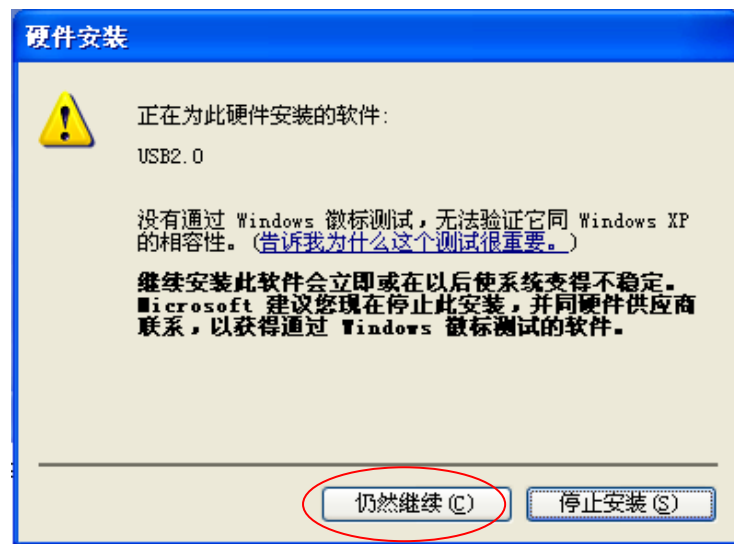 硬件安装
正在为此硬件安装的软件:
USB2.0
没有通过 Windows 徽标测试，无法验证它同 Windows XP
的相容性。(告诉我为什么这个测试很重要。)
继续安装此软件会立即或在以后使系统变得不稳定。
Microsoft 建议您现在停止此安装，并同硬件供应商
联系，以获得通过 Windows 徽标测试的软件。
仍然继续(C) 停止安装(S)